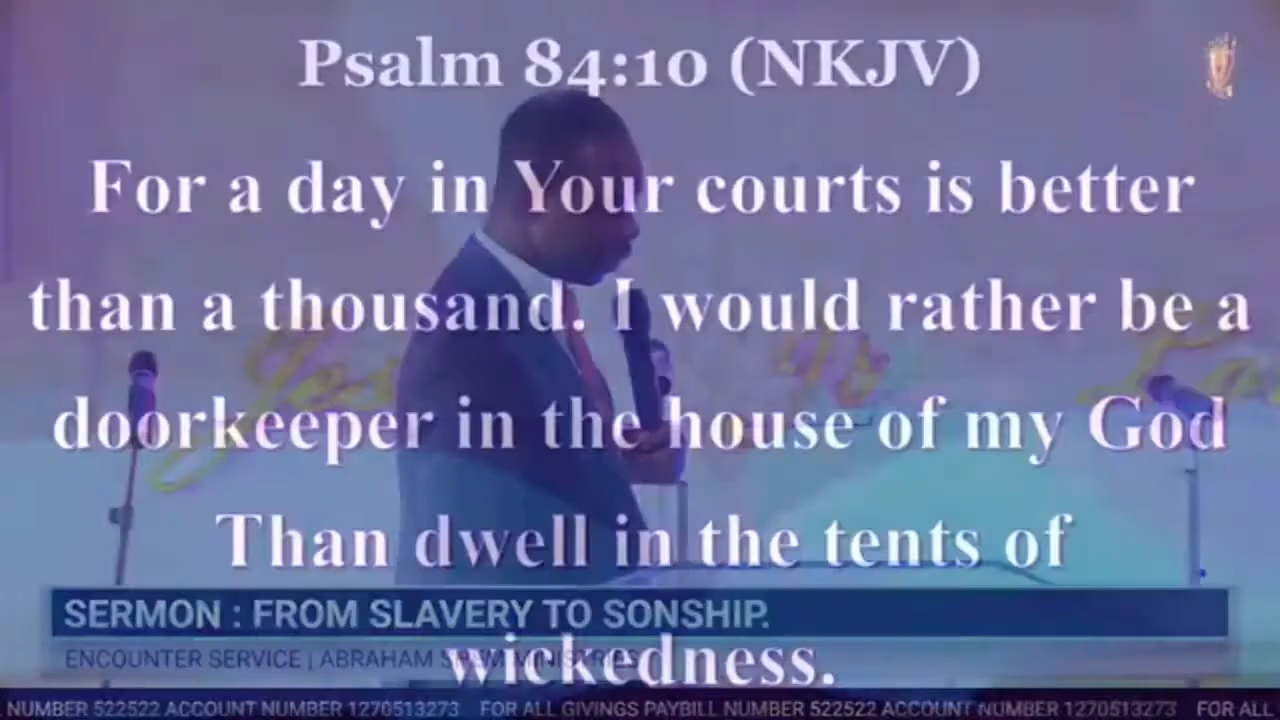 Psalm 84:10 (NKJV)
For a day in Your courts is better
than a thousand. I would rather be a
doorkeeper in the house of my God
Than dwell in the tents of
SERMON : FROM SLAVERY TO SONSHIP.
wickedness.
ENCOUNTER SERVICE | ABRAHAM SHEM MINISTRIES
NUMBER 522522 ACCOUNT NUMBER 1270513273 FOR ALL GIVINGS PAYBILL NUMBER 522522 ACCOUNT NUMBER 1270513273 FOR ALL